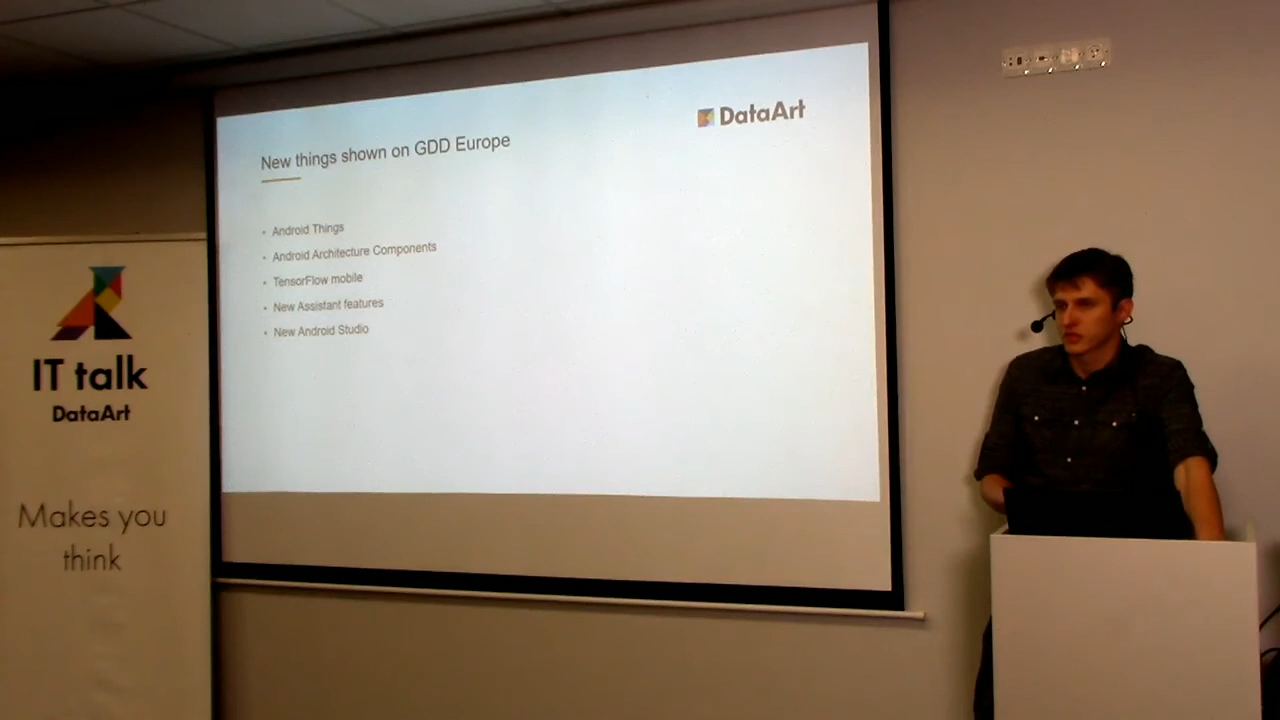 DataArt
New things shown on GDD Europe
• Android Things
• Android Architecture Components
• TensorFlow mobile
• New Assistant features
• New Android Studio
IT talk
DataArt
Makes you
think